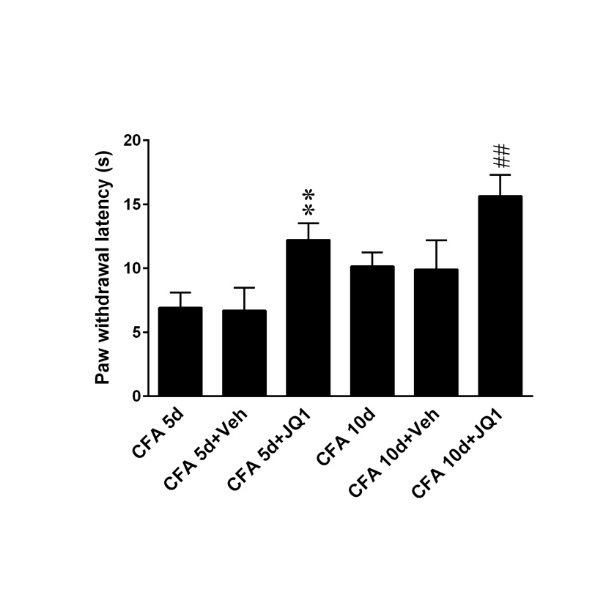 Paw withdrawal latency (s)
20
15
10
5
0
**
##
CFA 5d
CFA 5d+Veh
CFA 5d+JQ1
CFA 10d
CFA 10d+Veh
CFA 10d+JQ1